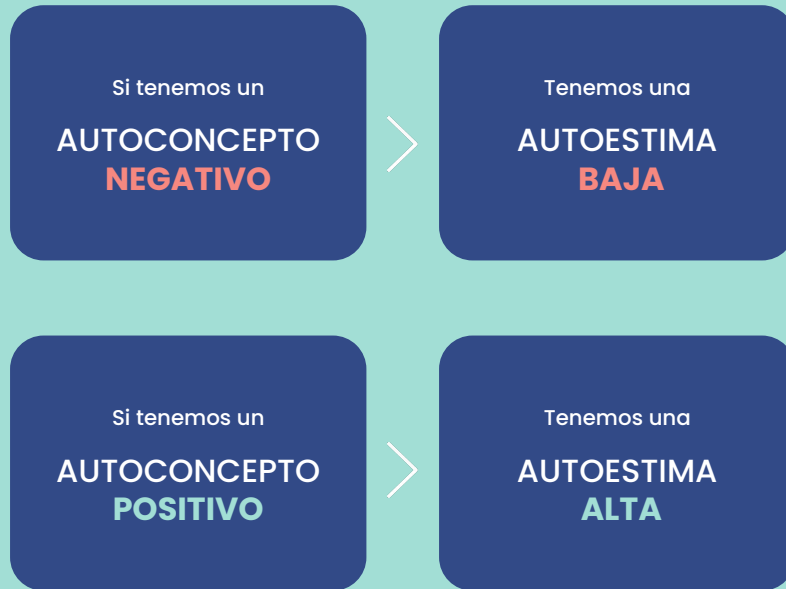 Si tenemos un
AUTOCONCEPTO
NEGATIVO
Tenemos una
AUTOESTIMA
BAJA
Si tenemos un
AUTOCONCEPTO
POSITIVO
Tenemos una
AUTOESTIMA
ALTA